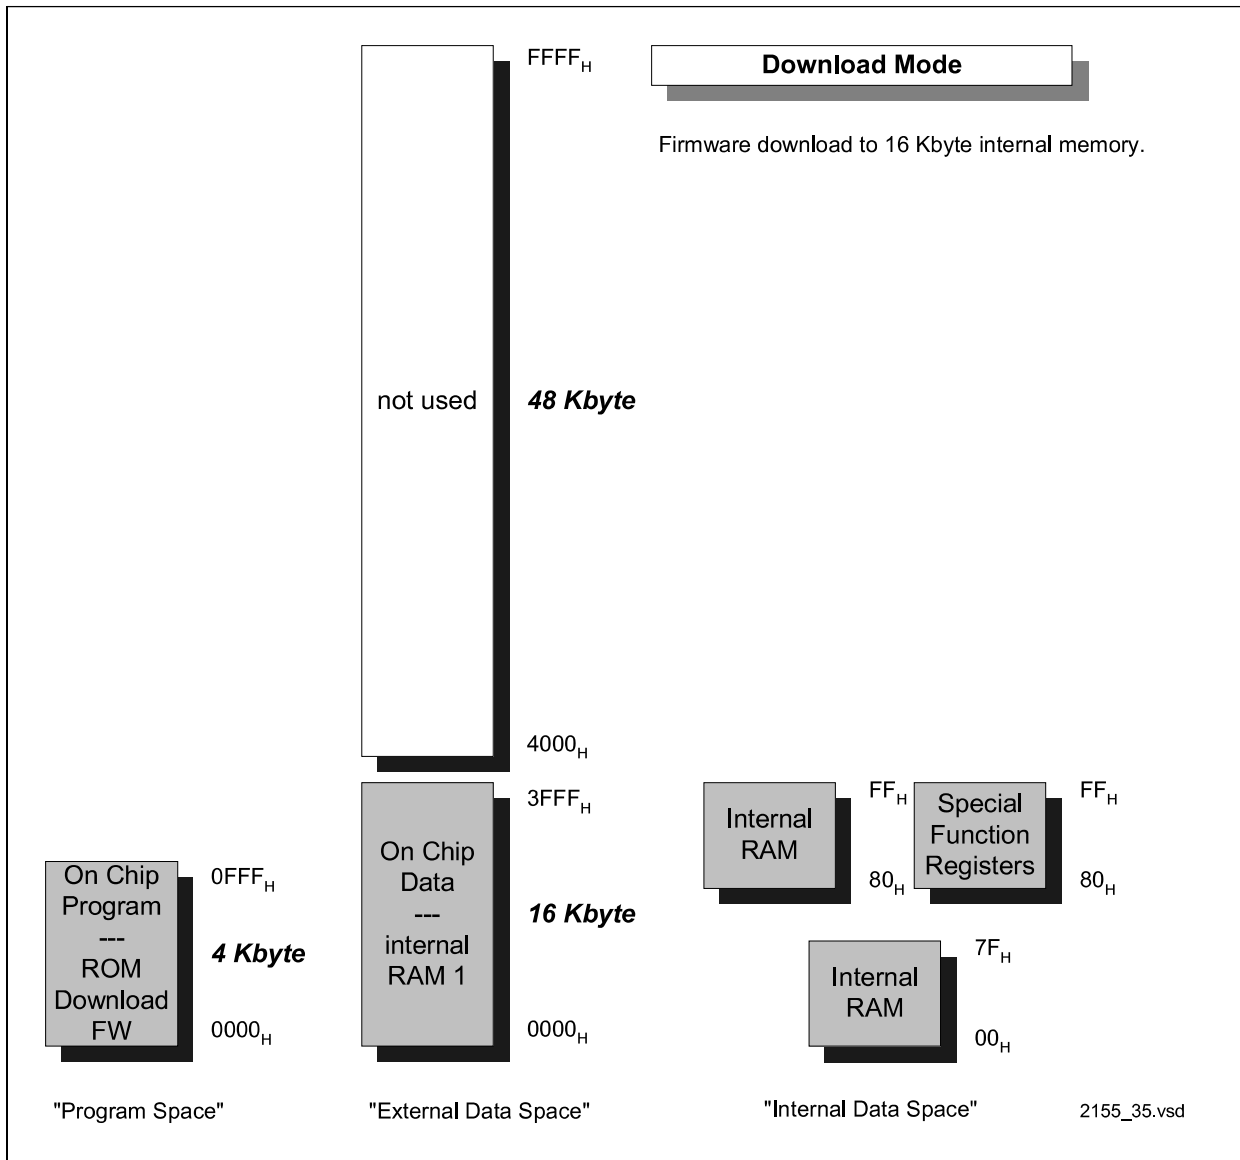 Download Mode
Firmware download to 16 Kbyte internal memory.
FFFFH
not used
48 Kbyte
4000H
3FFFH
On Chip
Data
---
internal
RAM 1
16 Kbyte
0000H
On Chip
Program
---
ROM
Download
FW
0FFFH
4 Kbyte
0000H
Internal
RAM
FFH
80H
Special
Function
Registers
FFH
80H
Internal
RAM
7FH
00H
"Program Space"
"External Data Space"
"Internal Data Space"
2155_35.vsd